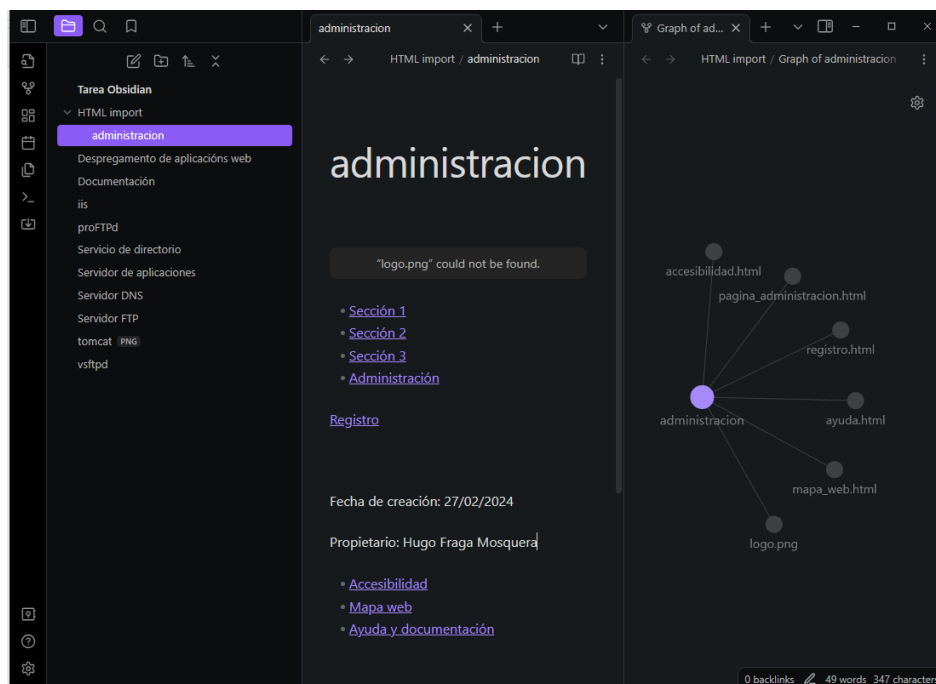 administracion
Graph of ad...
HTML import / administracion
HTML import / Graph of administracion
Tarea Obsidian
HTML import
administracion
Despregamento de aplicacións web
Documentación
iis
proFTPd
Servicio de directorio
Servidor de aplicaciones
Servidor DNS
Servidor FTP
tomcat PNG
vsftpd
administracion
"logo.png" could not be found.
Sección 1
Sección 2
Sección 3
Administración
Registro
Fecha de creación: 27/02/2024
Propietario: Hugo Fraga Mosquera
Accesibilidad
Mapa web
Ayuda y documentación
accesibilidad.html
pagina_administracion.html
registro.html
administracion
ayuda.html
mapa_web.html
logo.png
0 backlinks 49 words 347 characters